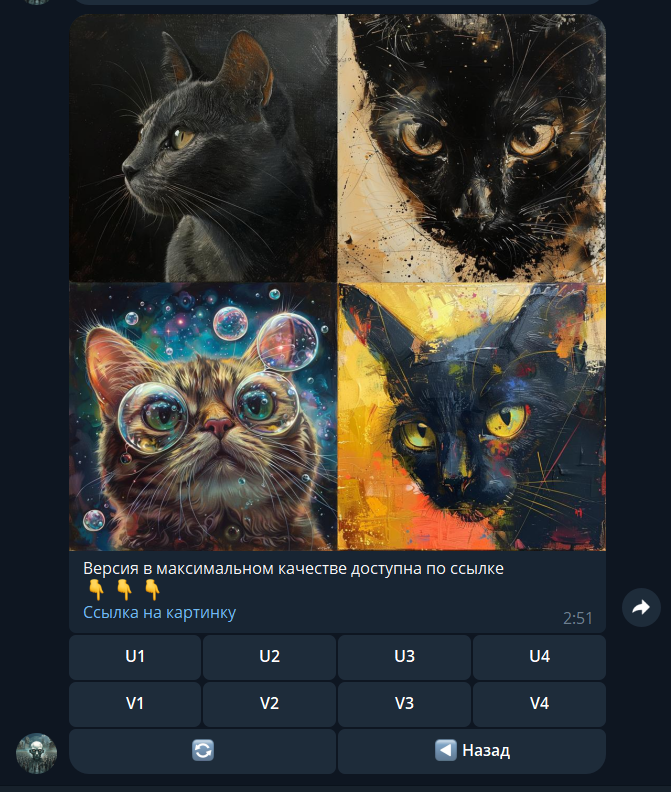 Версия в максимальном качестве доступна по ссылке
👇 👇 👇
Ссылка на картинку
2:51
U1 U2 U3 U4
V1 V2 V3 V4
🔄 ◀ Назад